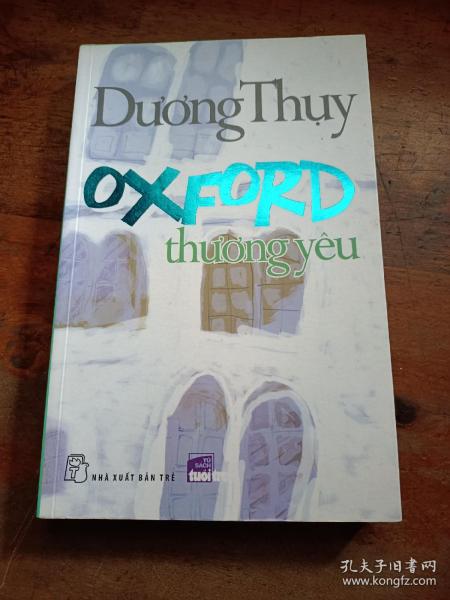 Dương Thụy
OXFORD
thương yêu
NHÀ XUẤT BẢN TRẺ
TỦ
SÁCH
tuổi
孔夫子旧书网
www.kongfz.com